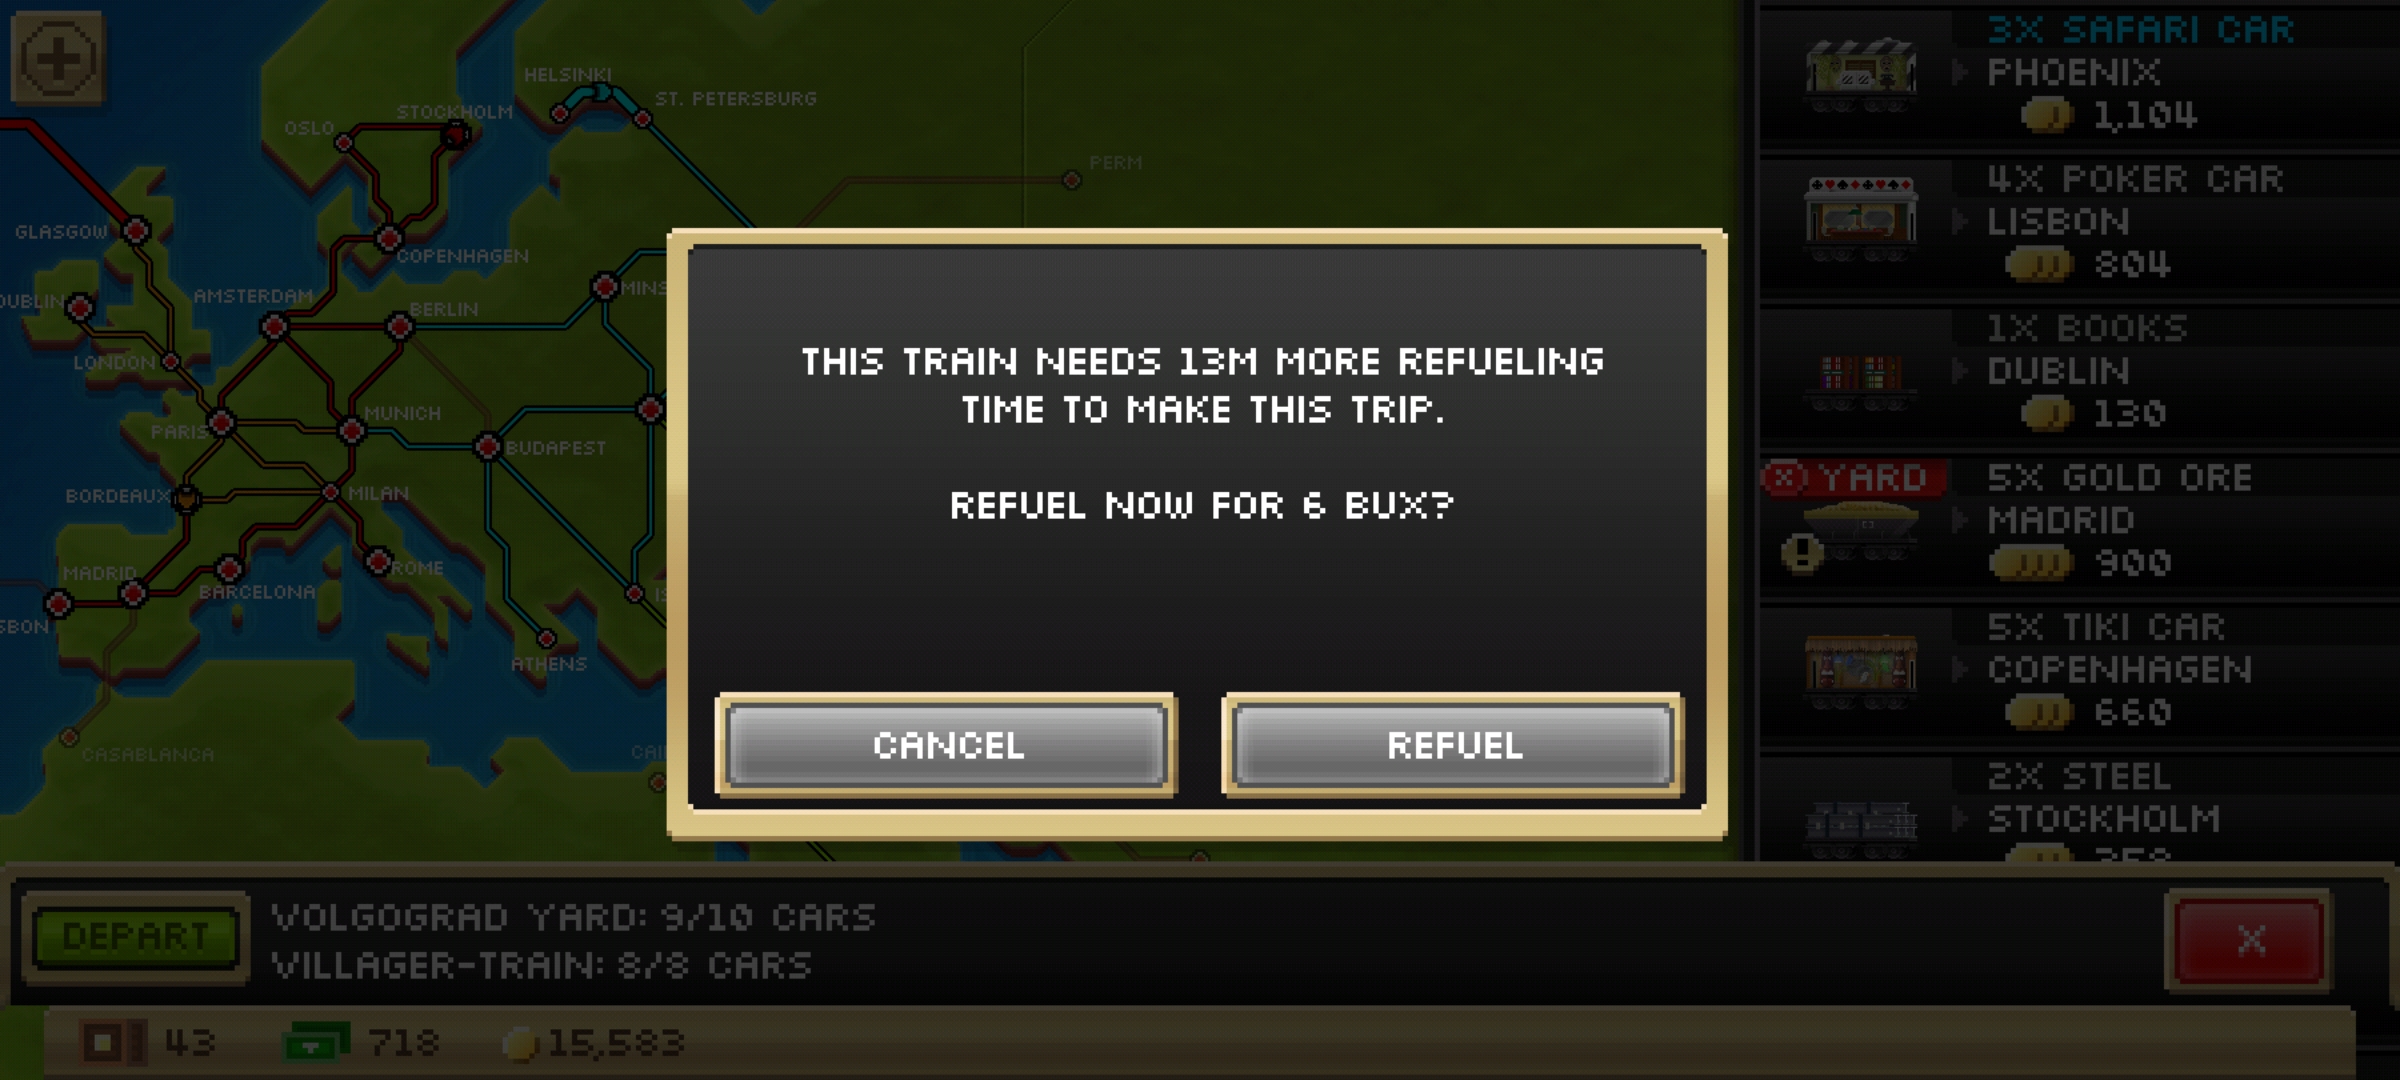 HELSINKI
ST. PETERSBURG
STOCKHOLM
OSLO
PERM
GLASGOW
COPENHAGEN
AMSTERDAM
DUBLIN
BERLIN
LONDON
MUNICH
PARIS
BUDAPEST
BORDEAUX
MILAN
MADRID
ROME
BARCELONA
ATHENS
CASABLANCA
THIS TRAIN NEEDS 13M MORE REFUELING
TIME TO MAKE THIS TRIP.
REFUEL NOW FOR 6 BUX?
CANCEL
REFUEL
3X SAFARI CAR
PHOENIX
1,104
4X POKER CAR
LISBON
804
1X BOOKS
DUBLIN
130
YARD
5X GOLD ORE
MADRID
900
5X TIKI CAR
COPENHAGEN
660
2X STEEL
STOCKHOLM
DEPART
VOLGOGRAD YARD: 9/10 CARS
VILLAGER-TRAIN: 8/8 CARS
X
43
718
15,583